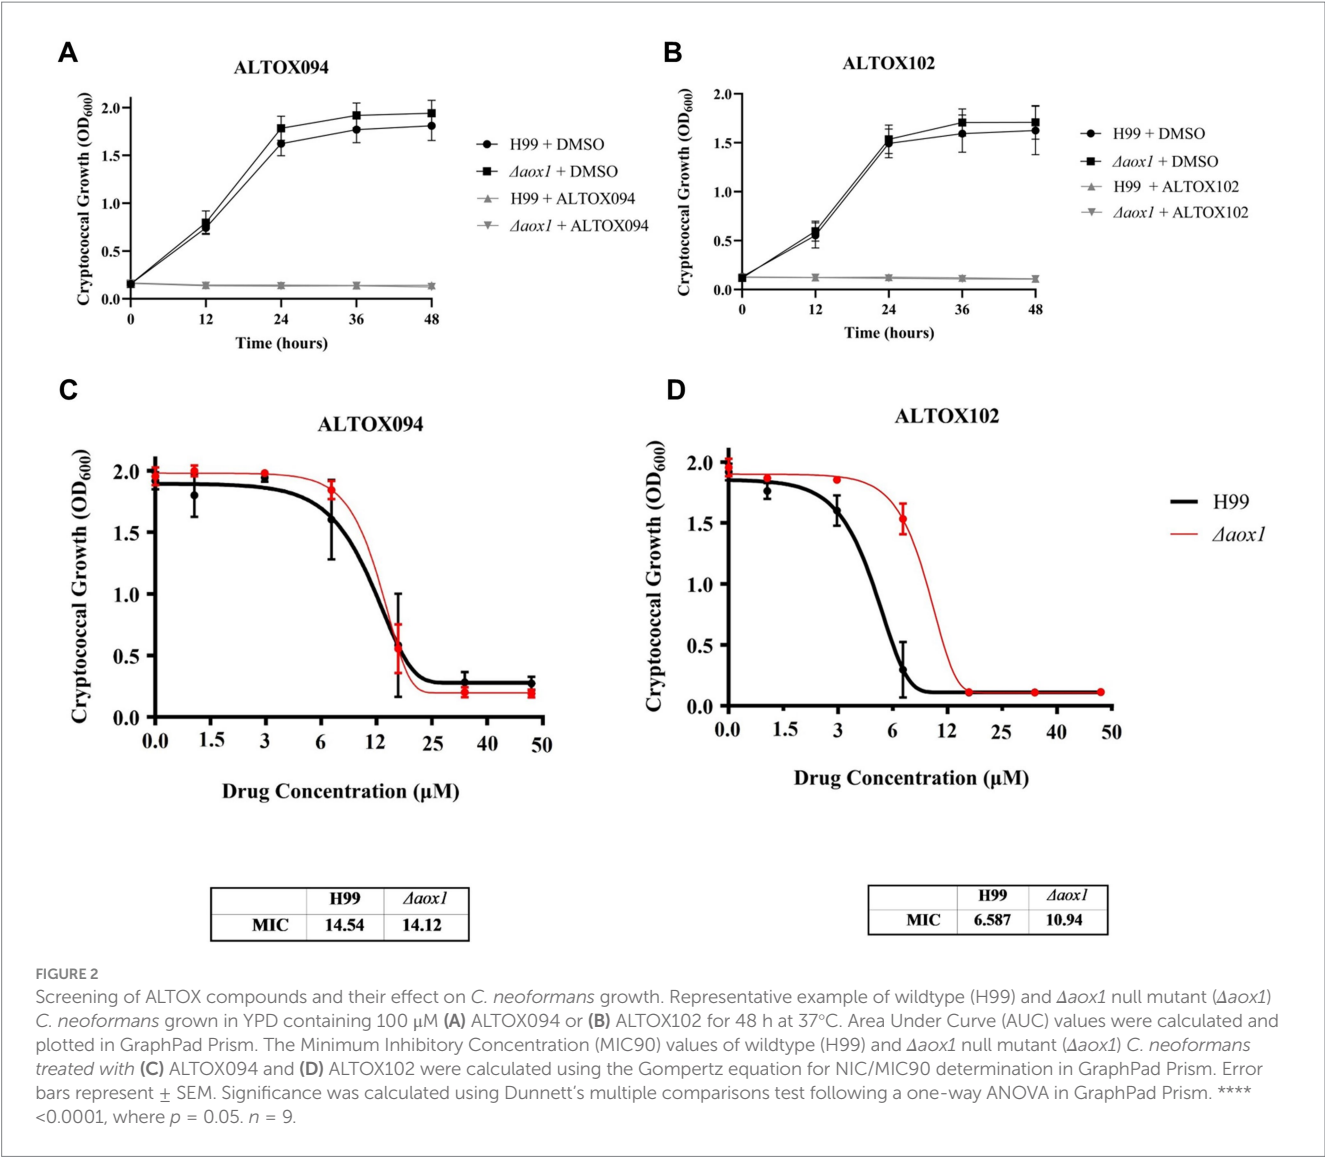 A
ALTOX094
Cryptococcal Growth (OD600)
2.0
1.5
1.0
0.5
0.0
0 12 24 36 48
Time (hours)
H99 + DMSO
Δaox1 + DMSO
H99 + ALTOX094
Δaox1 + ALTOX094
B
ALTOX102
Cryptococcal Growth (OD600)
2.0
1.5
1.0
0.5
0.0
0 12 24 36 48
Time (hours)
H99 + DMSO
Δaox1 + DMSO
H99 + ALTOX102
Δaox1 + ALTOX102
C
ALTOX094
Cryptococcal Growth (OD600)
2.0
1.5
1.0
0.5
0.0
0.0 1.5 3 6 12 25 40 50
Drug Concentration (µM)
H99 Δaox1
MIC 14.54 14.12
D
ALTOX102
Cryptococcal Growth (OD600)
2.0
1.5
1.0
0.5
0.0
0.0 1.5 3 6 12 25 40 50
Drug Concentration (µM)
H99
Δaox1
H99 Δaox1
MIC 6.587 10.94
FIGURE 2
Screening of ALTOX compounds and their effect on C. neoformans growth. Representative example of wildtype (H99) and Δaox1 null mutant (Δaox1)
C. neoformans grown in YPD containing 100 μM (A) ALTOX094 or (B) ALTOX102 for 48 h at 37°C. Area Under Curve (AUC) values were calculated and
plotted in GraphPad Prism. The Minimum Inhibitory Concentration (MIC90) values of wildtype (H99) and Δaox1 null mutant (Δaox1) C. neoformans
treated with (C) ALTOX094 and (D) ALTOX102 were calculated using the Gompertz equation for NIC/MIC90 determination in GraphPad Prism. Error
bars represent ± SEM. Significance was calculated using Dunnett's multiple comparisons test following a one-way ANOVA in GraphPad Prism. ****
<0.0001, where p = 0.05. n = 9.